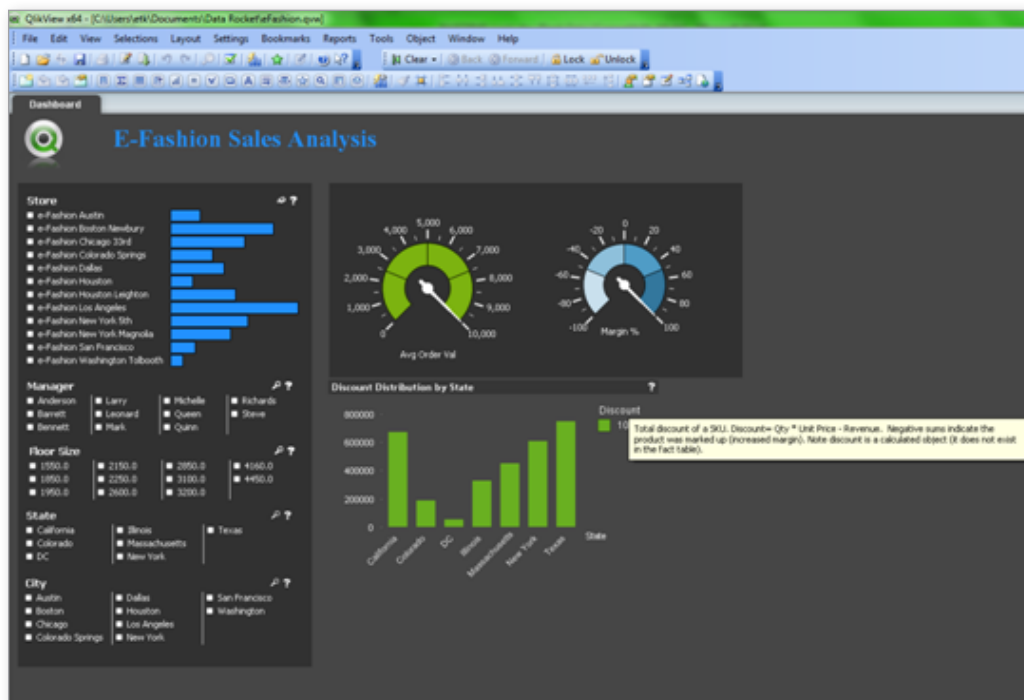 QlikView x64 - [C:\Users\etk\Documents\Data Rocket\eFashion.qvw]
File Edit View Selections Layout Settings Bookmarks Reports Tools Object Window Help
Clear Back Forward Lock Unlock
Dashboard
E-Fashion Sales Analysis
Store
e-Fashion Austin
e-Fashion Boston Newbury
e-Fashion Chicago 33rd
e-Fashion Colorado Springs
e-Fashion Dallas
e-Fashion Houston
e-Fashion Houston Leighton
e-Fashion Los Angeles
e-Fashion New York 5th
e-Fashion New York Magnolia
e-Fashion San Francisco
e-Fashion Washington Tolbooth
Manager
Anderson Larry Michelle Richards
Barrett Leonard Queen Steve
Bennett Mark Quinn
Floor Size
1550.0 2150.0 2850.0 4160.0
1850.0 2250.0 3100.0 4450.0
1950.0 2600.0 3200.0
State
California Illinois Texas
Colorado Massachusetts
DC New York
City
Austin Dallas San Francisco
Boston Houston Washington
Chicago Los Angeles
Colorado Springs New York
0 1,000 2,000 3,000 4,000 5,000 6,000 7,000 8,000 9,000 10,000
Avg Order Val
-100 -80 -60 -40 -20 0 20 40 60 80 100
Margin %
Discount Distribution by State
800000
600000
400000
200000
0
California Colorado DC Illinois Massachusetts New York Texas
State
Discount
10
Total discount of a SKU. Discount= Qty * Unit Price - Revenue. Negative sums indicate the
product was marked up (increased margin). Note discount is a calculated object (it does not exist
in the Fact table).